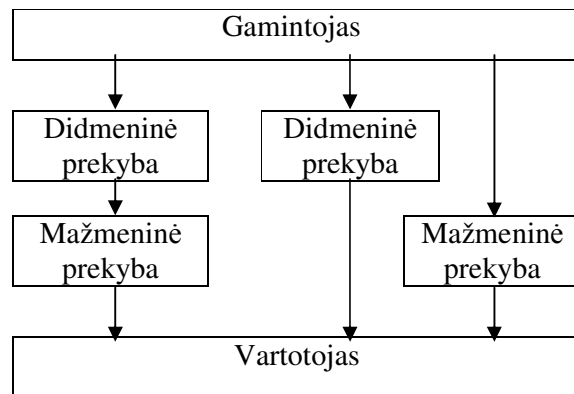 Gamintojas
Didmeninė
prekyba
Didmeninė
prekyba
Mažmeninė
prekyba
Mažmeninė
prekyba
Vartotojas